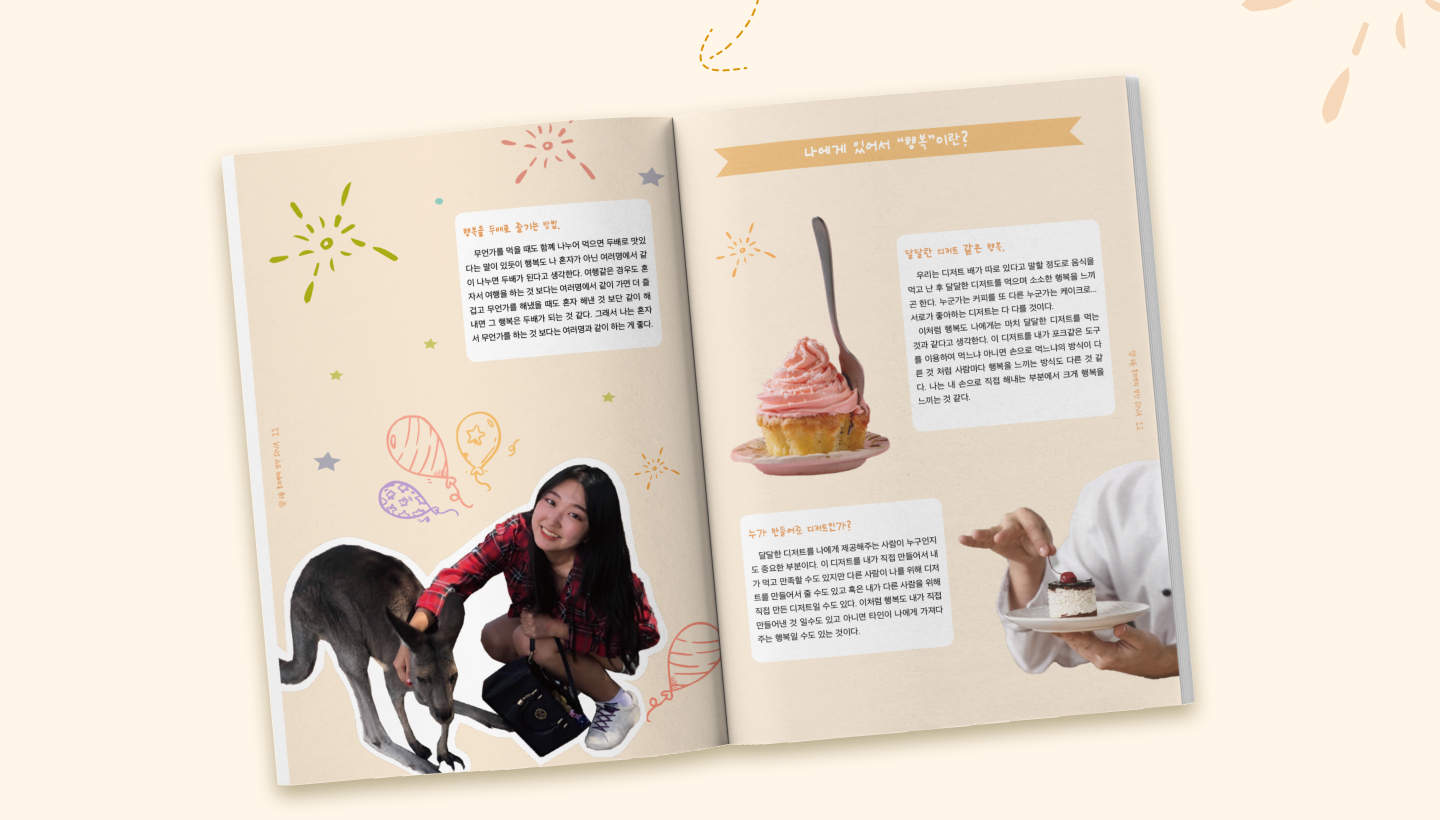 행복을 두배로 즐기는 방법.
무언가를 먹을 때도 함께 나누어 먹으면 두배로 맛있
다는 말이 있듯이 행복도 나 혼자가 아닌 여러명에서 같
이 나누면 두배가 된다고 생각한다. 여행같은 경우도 혼
자서 여행을 하는 것 보다는 여러명에서 같이 가면 더 즐
겁고 무언가를 해냈을 때도 혼자 해낸 것 보단 같이 해
내면 그 행복은 두배가 되는 것 같다. 그래서 나는 혼자
서 무언가를 하는 것 보다는 여러명과 같이 하는 게 좋다.
11
나에게 있어서 “행복”이란?
달달한 디저트 같은 행복.
우리는 디저트 배가 따로 있다고 말할 정도로 음식을
먹고 난 후 달달한 디저트를 먹으며 소소한 행복을 느끼
곤 한다. 누군가는 커피를 또 다른 누군가는 케이크로...
서로가 좋아하는 디저트는 다 다를 것이다.
이처럼 행복도 나에게는 마치 달달한 디저트를 먹는
것과 같다고 생각한다. 이 디저트를 내가 포크같은 도구
를 이용하여 먹느냐 아니면 손으로 먹느냐의 방식이 다
른 것 처럼 사람마다 행복을 느끼는 방식도 다른 것 같
다. 나는 내 손으로 직접 해내는 부분에서 크게 행복을
느끼는 것 같다.
누가 만들어준 디저트인가?
달달한 디저트를 나에게 제공해주는 사람이 누구인지
도 중요한 부분이다. 이 디저트를 내가 직접 만들어서 내
가 먹고 만족할 수도 있지만 다른 사람이 나를 위해 디저
트를 만들어서 줄 수도 있고 혹은 내가 다른 사람을 위해
직접 만든 디저트일 수도 있다. 이처럼 행복도 내가 직접
만들어낸 것 일수도 있고 아니면 타인이 나에게 가져다
주는 행복일 수도 있는 것이다.